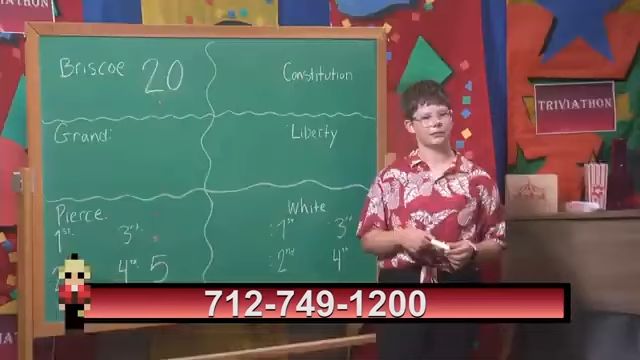 VIATHON
Briscoe 20
Constitution
Grand:
Liberty
Pierce:
1st:
3rd:
4th: 5
White
:1st
3rd
:2nd
4th
TRIVIATHON
712-749-1200